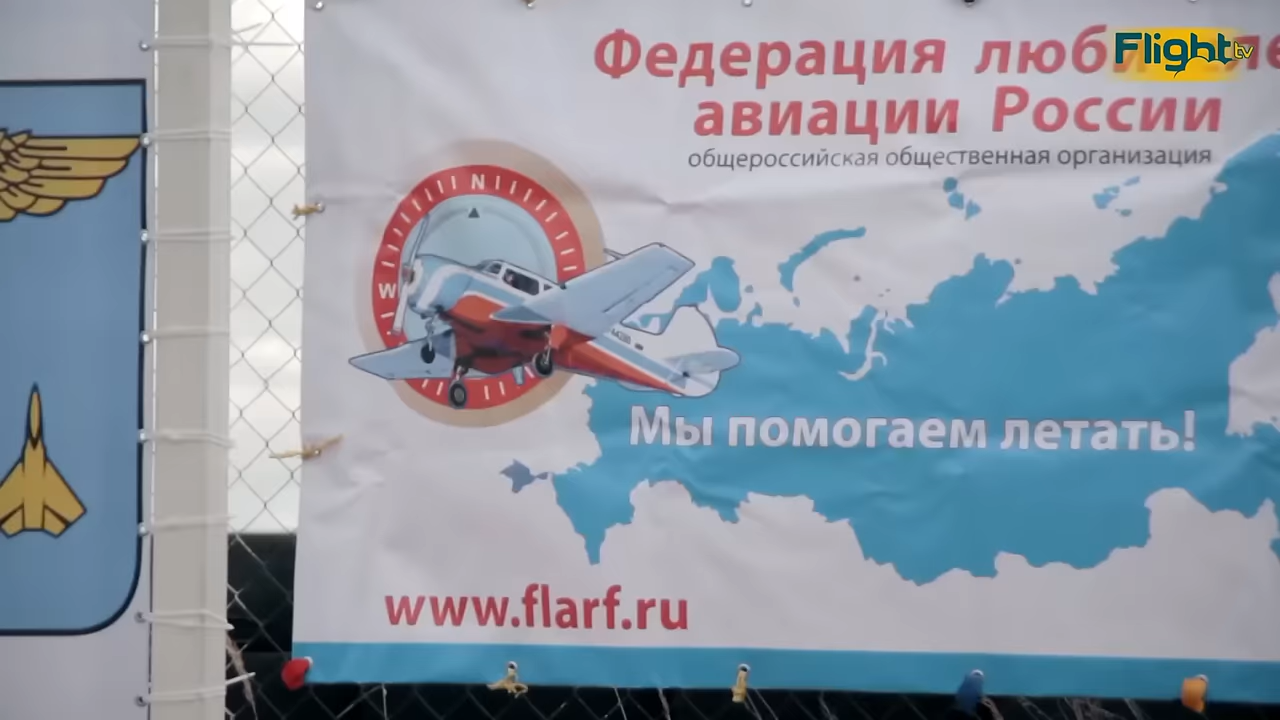 Flight tv
Федерация
авиации России
общероссийская общественная организация
N
W
Мы помогаем летать!
www.flarf.ru